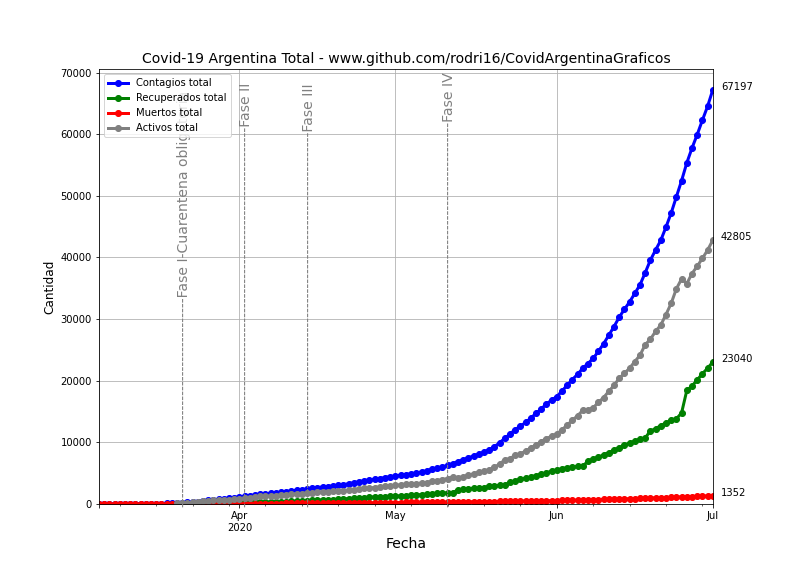 Covid-19 Argentina Total - www.github.com/rodri16/CovidArgentinaGraficos
70000
60000
50000
40000
30000
20000
10000
0
Cantidad
Contagios total
Recuperados total
Muertos total
Activos total
Fase I-Cuarentena oblig
Fase II
Fase III
Fase IV
67197
42805
23040
1352
Apr
2020
May
Jun
Jul
Fecha